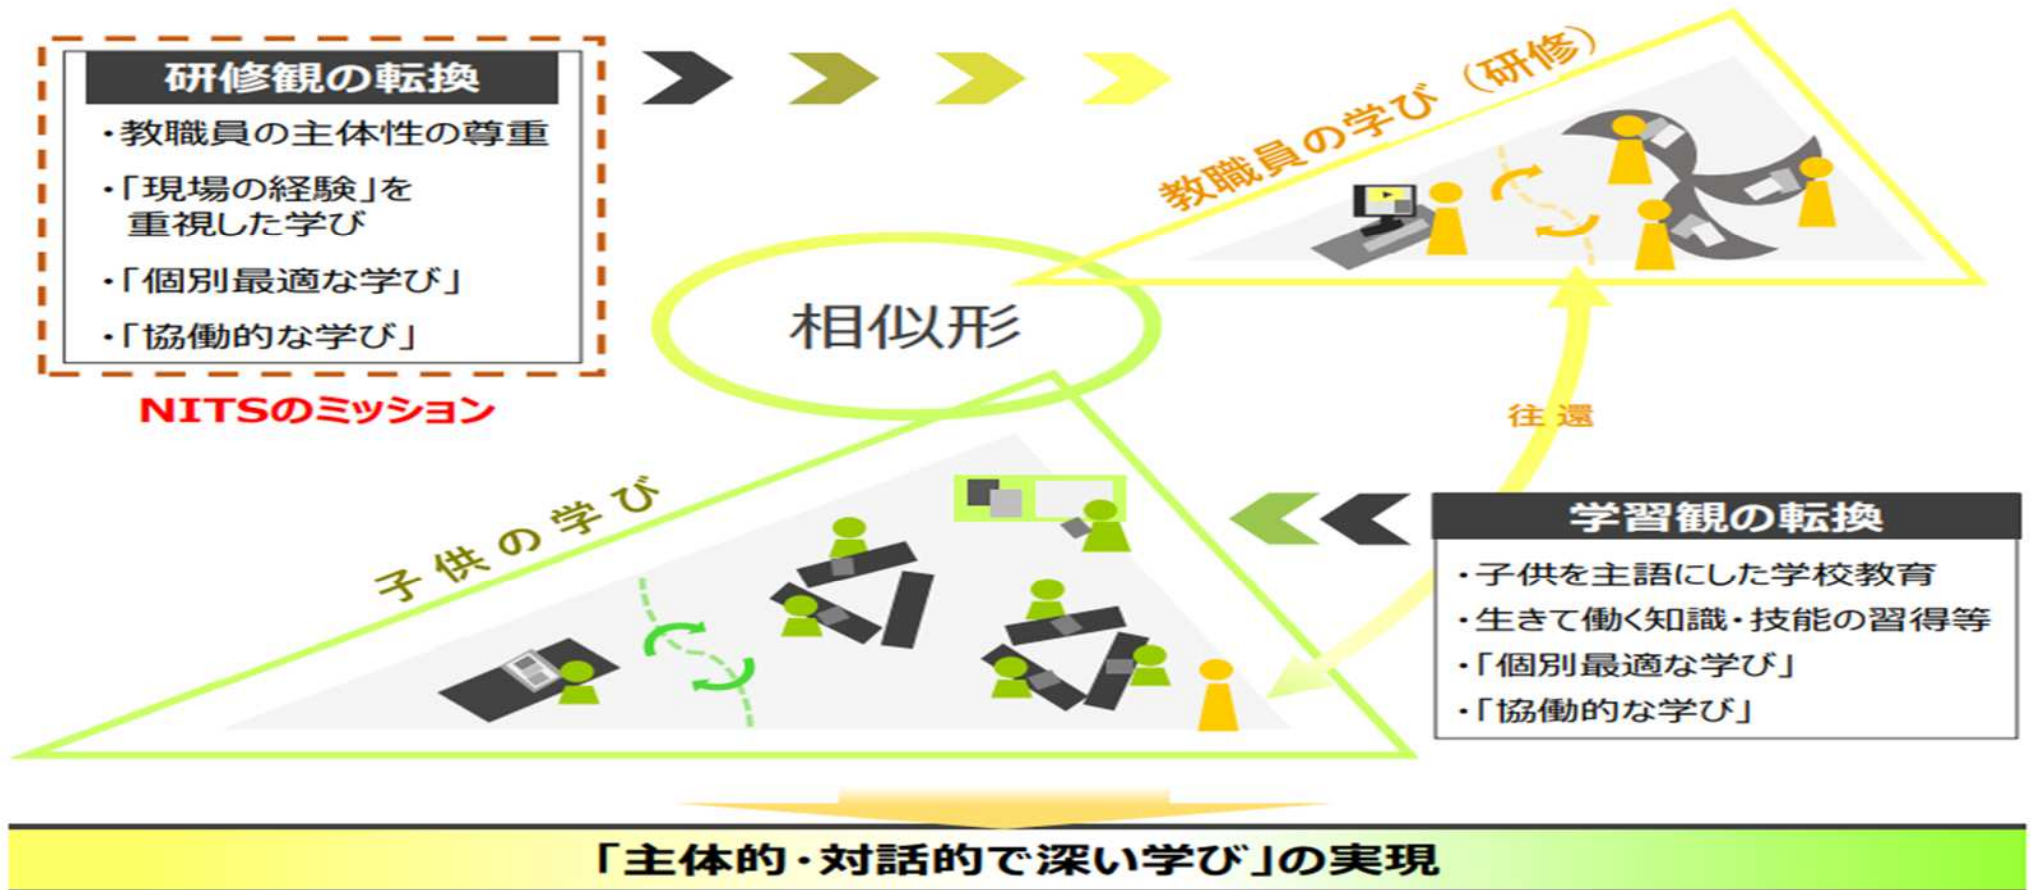 研修観の転換
・教職員の主体性の尊重
・「現場の経験」を
重視した学び
・「個別最適な学び」
・「協働的な学び」
NITSのミッション
教職員の学び（研修）
相似形
往還
子供の学び
学習観の転換
・子供を主語にした学校教育
・生きて働く知識・技能の習得等
・「個別最適な学び」
・「協働的な学び」
「主体的・対話的で深い学び」の実現